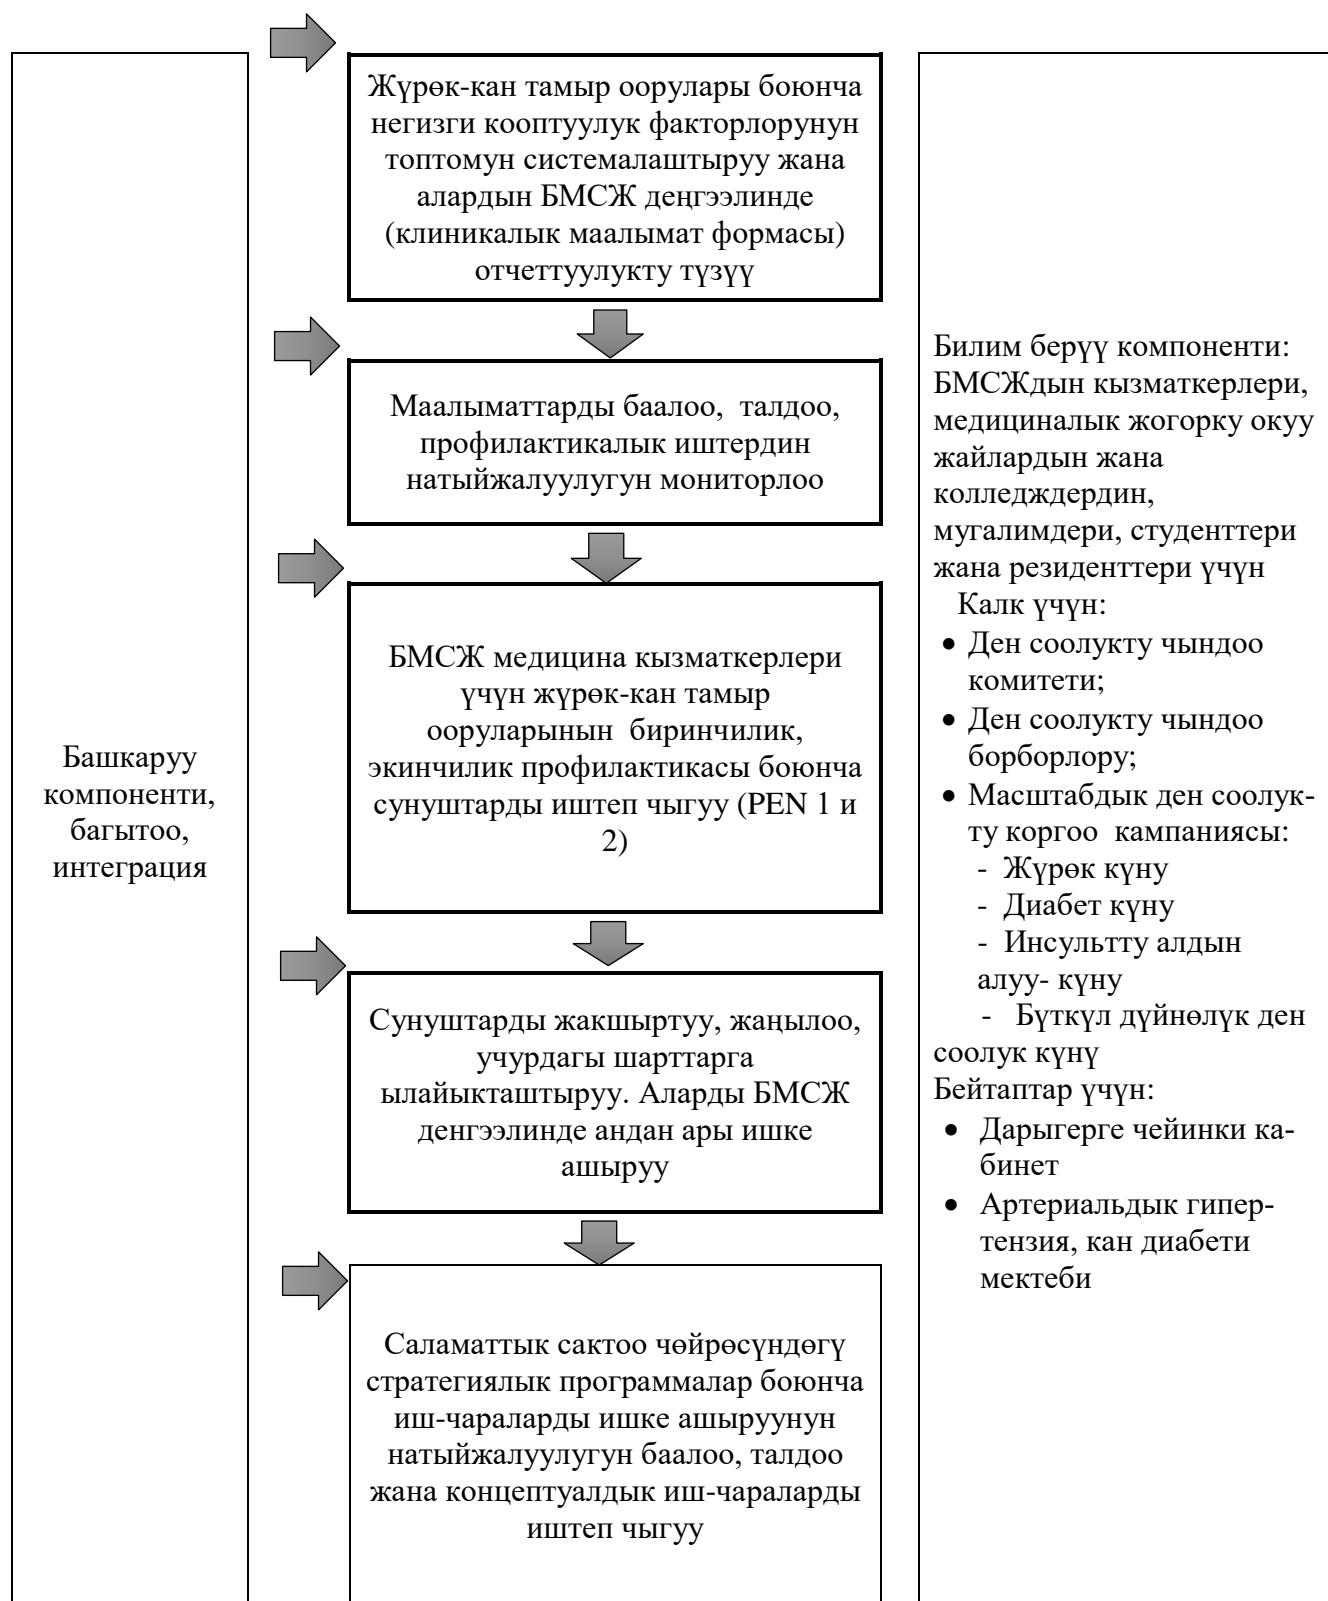 Башкаруу
компоненти,
багытоо,
интеграция
Жүрөк-кан тамыр оорулары боюнча
негизги кооптуулук факторлорунун
топтомун системалаштыруу жана
алардын БМСЖ деңгээлинде
(клиникалык маалымат формасы)
отчеттуулукту түзүү
Маалыматтарды баалоо, талдоо,
профилактикалык иштердин
натыйжалуулугун мониторлоо
БМСЖ медицина кызматкерлери
үчүн жүрөк-кан тамыр
ооруларынын биринчилик,
экинчилик профилактикасы боюнча
сунуштарды иштеп чыгуу (PEN 1 и
2)
Сунуштарды жакшыртуу, жаңылоо,
учурдагы шарттарга
ылайыкташтыруу. Аларды БМСЖ
денгээлинде андан ары ишке
ашыруу
Саламаттык сактоо чөйрөсүндөгү
стратегиялык программалар боюнча
иш-чараларды ишке ашыруунун
натыйжалуулугун баалоо, талдоо
жана концептуалдык иш-чараларды
иштеп чыгуу
Билим берүү компоненти:
БМСЖдын кызматкерлери,
медициналык жогорку окуу
жайлардын жана
колледждердин,
мугалимдери, студенттери
жана резиденттери үчүн
Калк үчүн:
• Ден соолукту чындоо
комитети;
• Ден соолукту чындоо
борборлору;
• Масштабдык ден соолук-
ту коргоо кампаниясы:
- Жүрөк күну
- Диабет күну
- Инсультту алдын
алуу- күну
- Бүткүл дүйнөлүк ден
соолук күнү
Бейтаптар үчүн:
• Дарыгерге чейинки ка-
бинет
• Артериальдык гипер-
тензия, кан диабети
мектеби